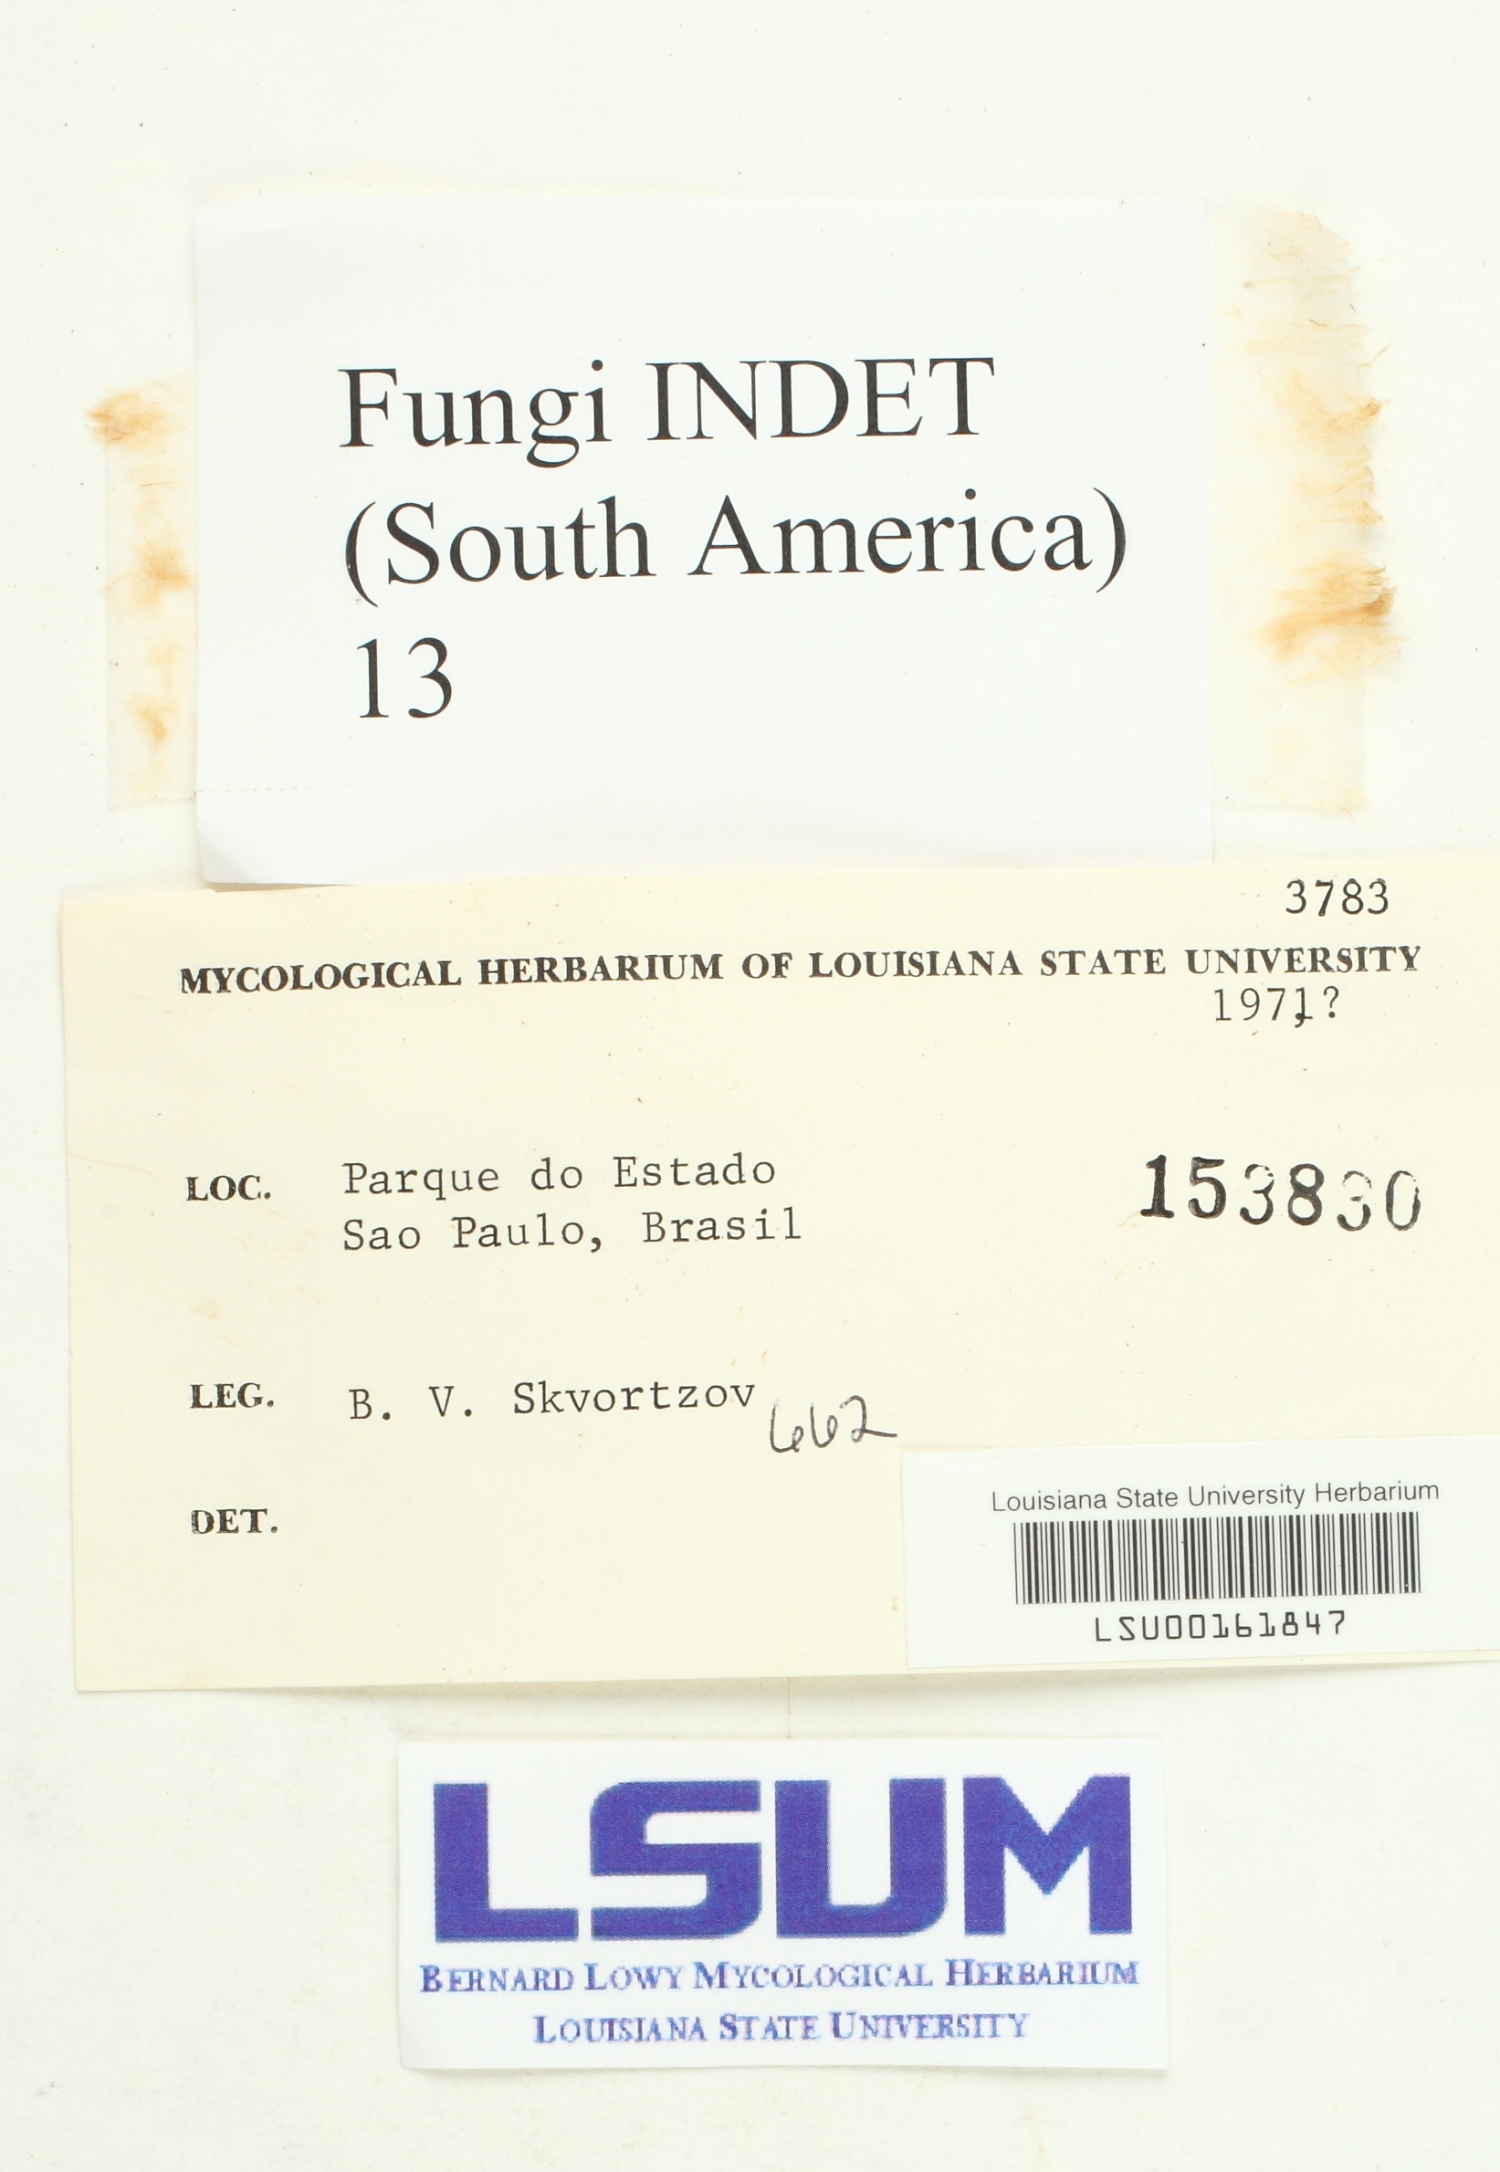 Fungi INDET
(South America)
13
3783
MYCOLOGICAL HERBARIUM OF LOUISIANA STATE UNIVERSITY
1971?
LOC. Parque do Estado
Sao Paulo, Brasil
153830
LEG. B. V. Skvortzov 662
DET.
Louisiana State University Herbarium
LSU00161847
LSUM
BERNARD LOWY MYCOLOGICAL HERBARIUM
LOUISIANA STATE UNIVERSITY